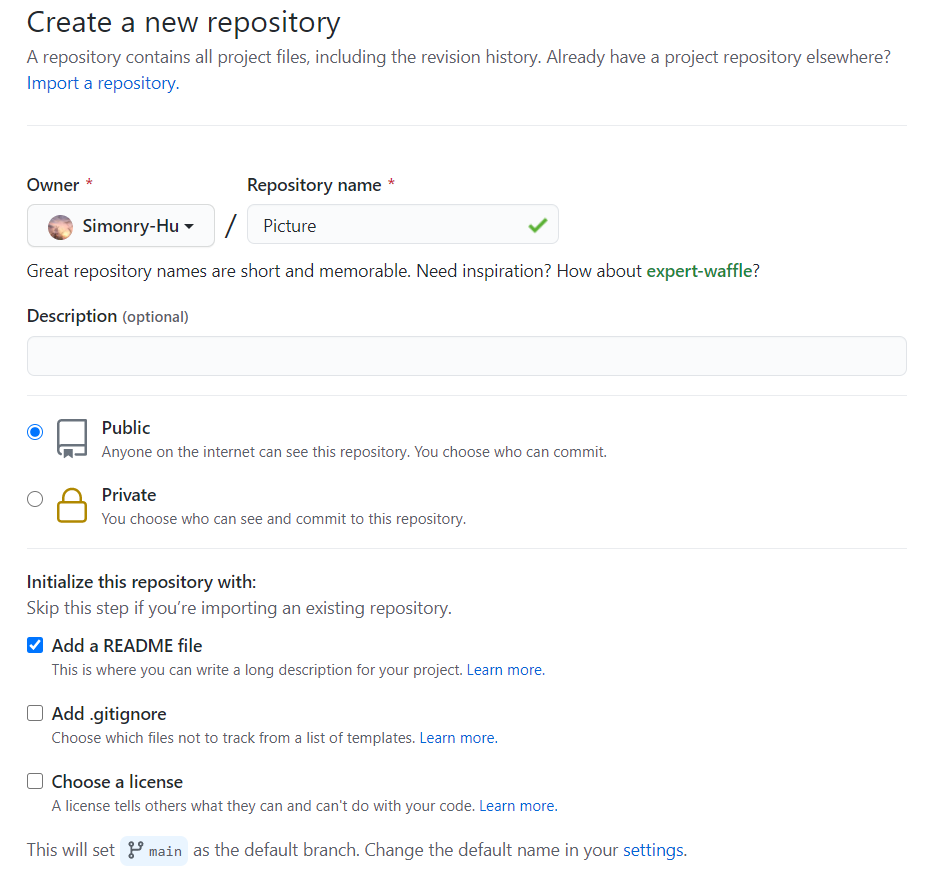 Create a new repository
A repository contains all project files, including the revision history. Already have a project repository elsewhere?
Import a repository.
Owner * Repository name *
Simonry-Hu / Picture
Great repository names are short and memorable. Need inspiration? How about expert-waffle?
Description (optional)
Public
Anyone on the internet can see this repository. You choose who can commit.
Private
You choose who can see and commit to this repository.
Initialize this repository with:
Skip this step if you’re importing an existing repository.
Add a README file
This is where you can write a long description for your project. Learn more.
Add .gitignore
Choose which files not to track from a list of templates. Learn more.
Choose a license
A license tells others what they can and can't do with your code. Learn more.
This will set main as the default branch. Change the default name in your settings.